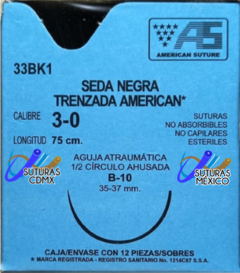 AS
AMERICAN SUTURE
33BK1
SEDA NEGRA
TRENZADA AMERICAN*
CALIBRE 3-0
LONGITUD 75 cm.
SUTURAS
NO ABSORBIBLES
NO CAPILARES
ESTERILES
AGUJA ATRAUMÁTICA
1/2 CÍRCULO AHUSADA
B-10
35-37 mm.
SUTURAS
CDMX
SUTURAS
MÉXICO
CAJA/ENVASE CON 12 PIEZAS/SOBRES
* MARCA REGISTRADA - REGISTRO SANITARIO No. 1214C87 S.S.A.